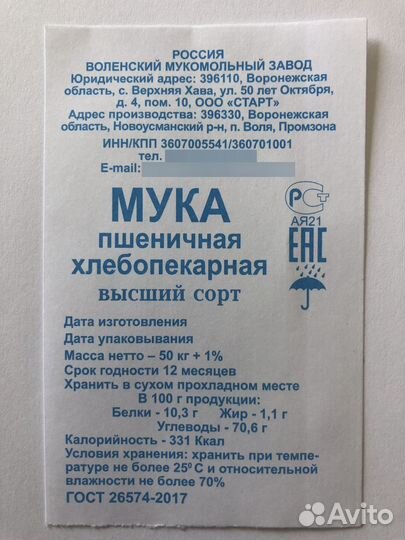 РОССИЯ
ВОЛЕНСКИЙ МУКОМОЛЬНЫЙ ЗАВОД
Юридический адрес: 396110, Воронежская
область, с. Верхняя Хава, ул. 50 лет Октября,
д. 4, пом. 10, ООО «СТАРТ»
Адрес производства: 396330, Воронежская
область, Новоусманский р-н, п. Воля, Промзона
ИНН/КПП 3607005541/360701001
тел.
E-mail:
МУКА
пшеничная
хлебопекарная
высший сорт
РСТ
АЯ21
ЕАС
Дата изготовления
Дата упаковывания
Масса нетто – 50 кг + 1%
Срок годности 12 месяцев
Хранить в сухом прохладном месте
В 100 г продукции:
Белки - 10,3 г Жир - 1,1 г
Углеводы - 70,6 г
Калорийность - 331 Ккал
Условия хранения: хранить при темпе-
ратуре не более 25⁰ С и относительной
влажности не более 70%
ГОСТ 26574-2017
Avito